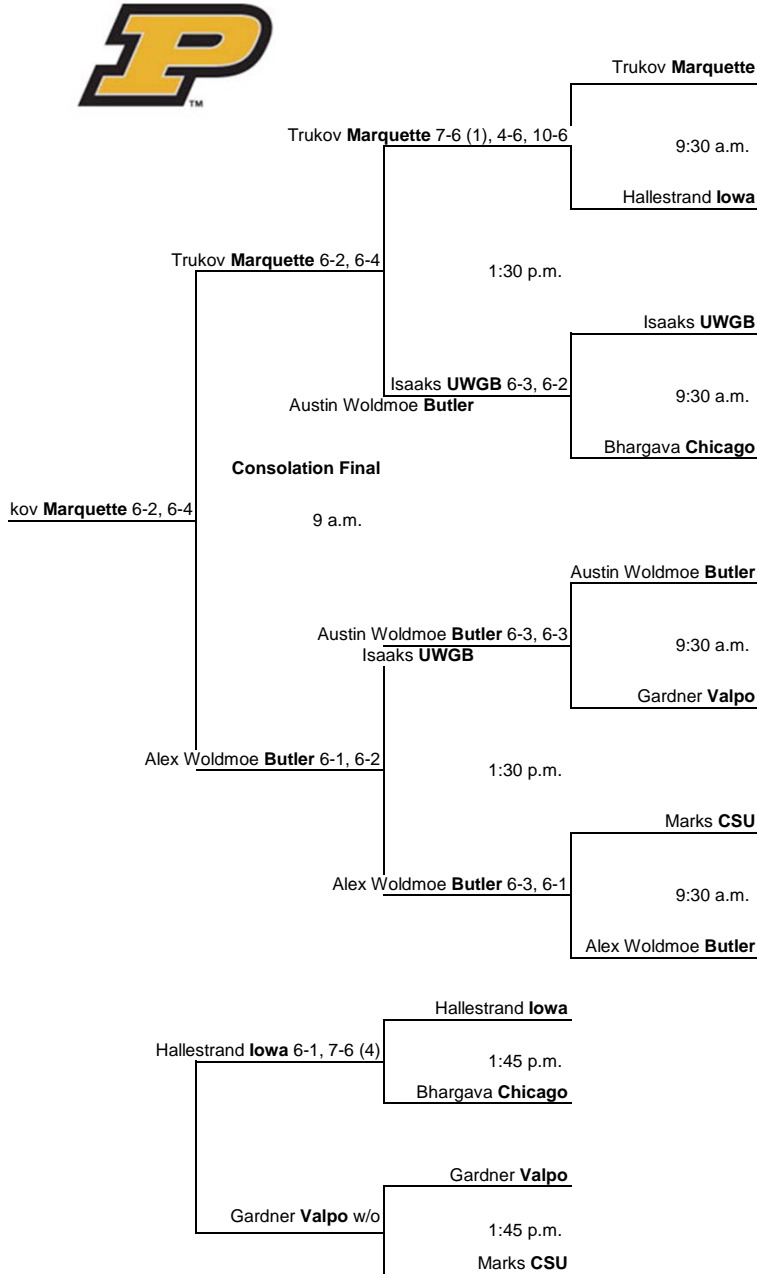 P
TM
Trukov Marquette
Trukov Marquette 7-6 (1), 4-6, 10-6
9:30 a.m.
Hallestrand Iowa
Trukov Marquette 6-2, 6-4
1:30 p.m.
Isaaks UWGB
Isaaks UWGB 6-3, 6-2
9:30 a.m.
Austin Woldmoe Butler
Bhargava Chicago
Consolation Final
kov Marquette 6-2, 6-4
9 a.m.
Austin Woldmoe Butler
Austin Woldmoe Butler 6-3, 6-3
9:30 a.m.
Isaaks UWGB
Gardner Valpo
Alex Woldmoe Butler 6-1, 6-2
1:30 p.m.
Marks CSU
Alex Woldmoe Butler 6-3, 6-1
9:30 a.m.
Alex Woldmoe Butler
Hallestrand Iowa
Hallestrand Iowa 6-1, 7-6 (4)
1:45 p.m.
Bhargava Chicago
Gardner Valpo
Gardner Valpo w/o
1:45 p.m.
Marks CSU